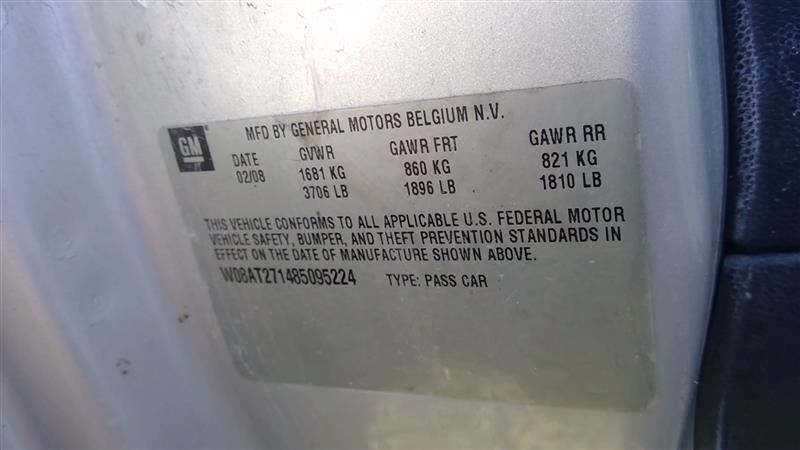 GM
MFD BY GENERAL MOTORS BELGIUM N.V.
DATE GVWR GAWR FRT GAWR RR
02/08 1681 KG 860 KG 821 KG
3706 LB 1896 LB 1810 LB
THIS VEHICLE CONFORMS TO ALL APPLICABLE U.S. FEDERAL MOTOR
VEHICLE SAFETY, BUMPER, AND THEFT PREVENTION STANDARDS IN
EFFECT ON THE DATE OF MANUFACTURE SHOWN ABOVE.
W08AT271485095224 TYPE: PASS CAR